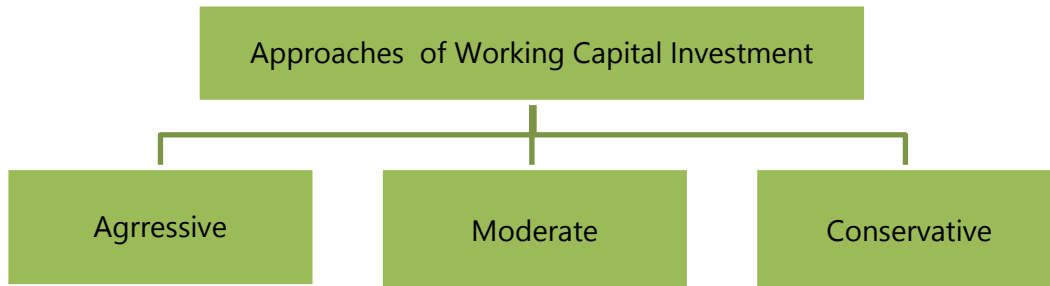 Approaches of Working Capital Investment
Agrressive
Moderate
Conservative